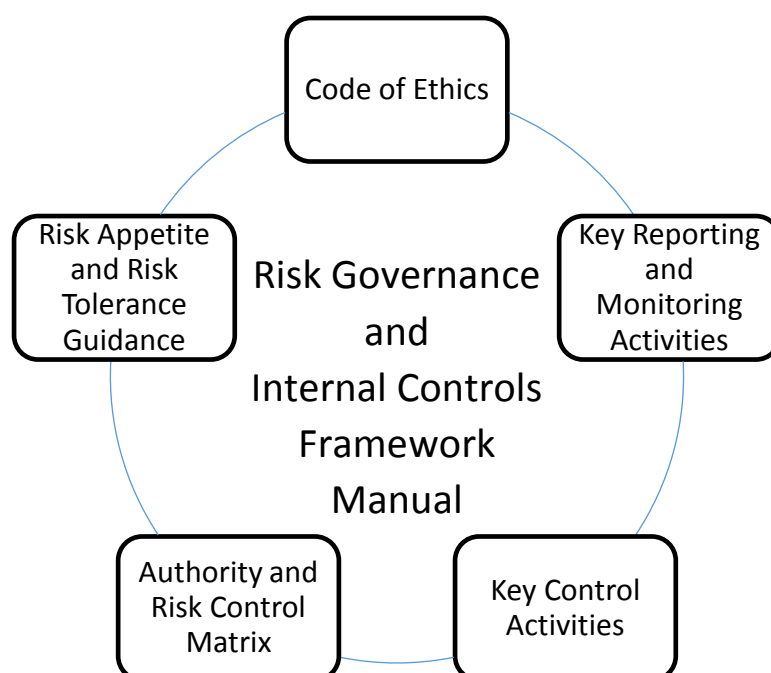 Code of Ethics
Risk Appetite
and Risk
Tolerance
Guidance
Key Reporting
and
Monitoring
Activities
Risk Governance
and
Internal Controls
Framework
Manual
Authority and
Risk Control
Matrix
Key Control
Activities